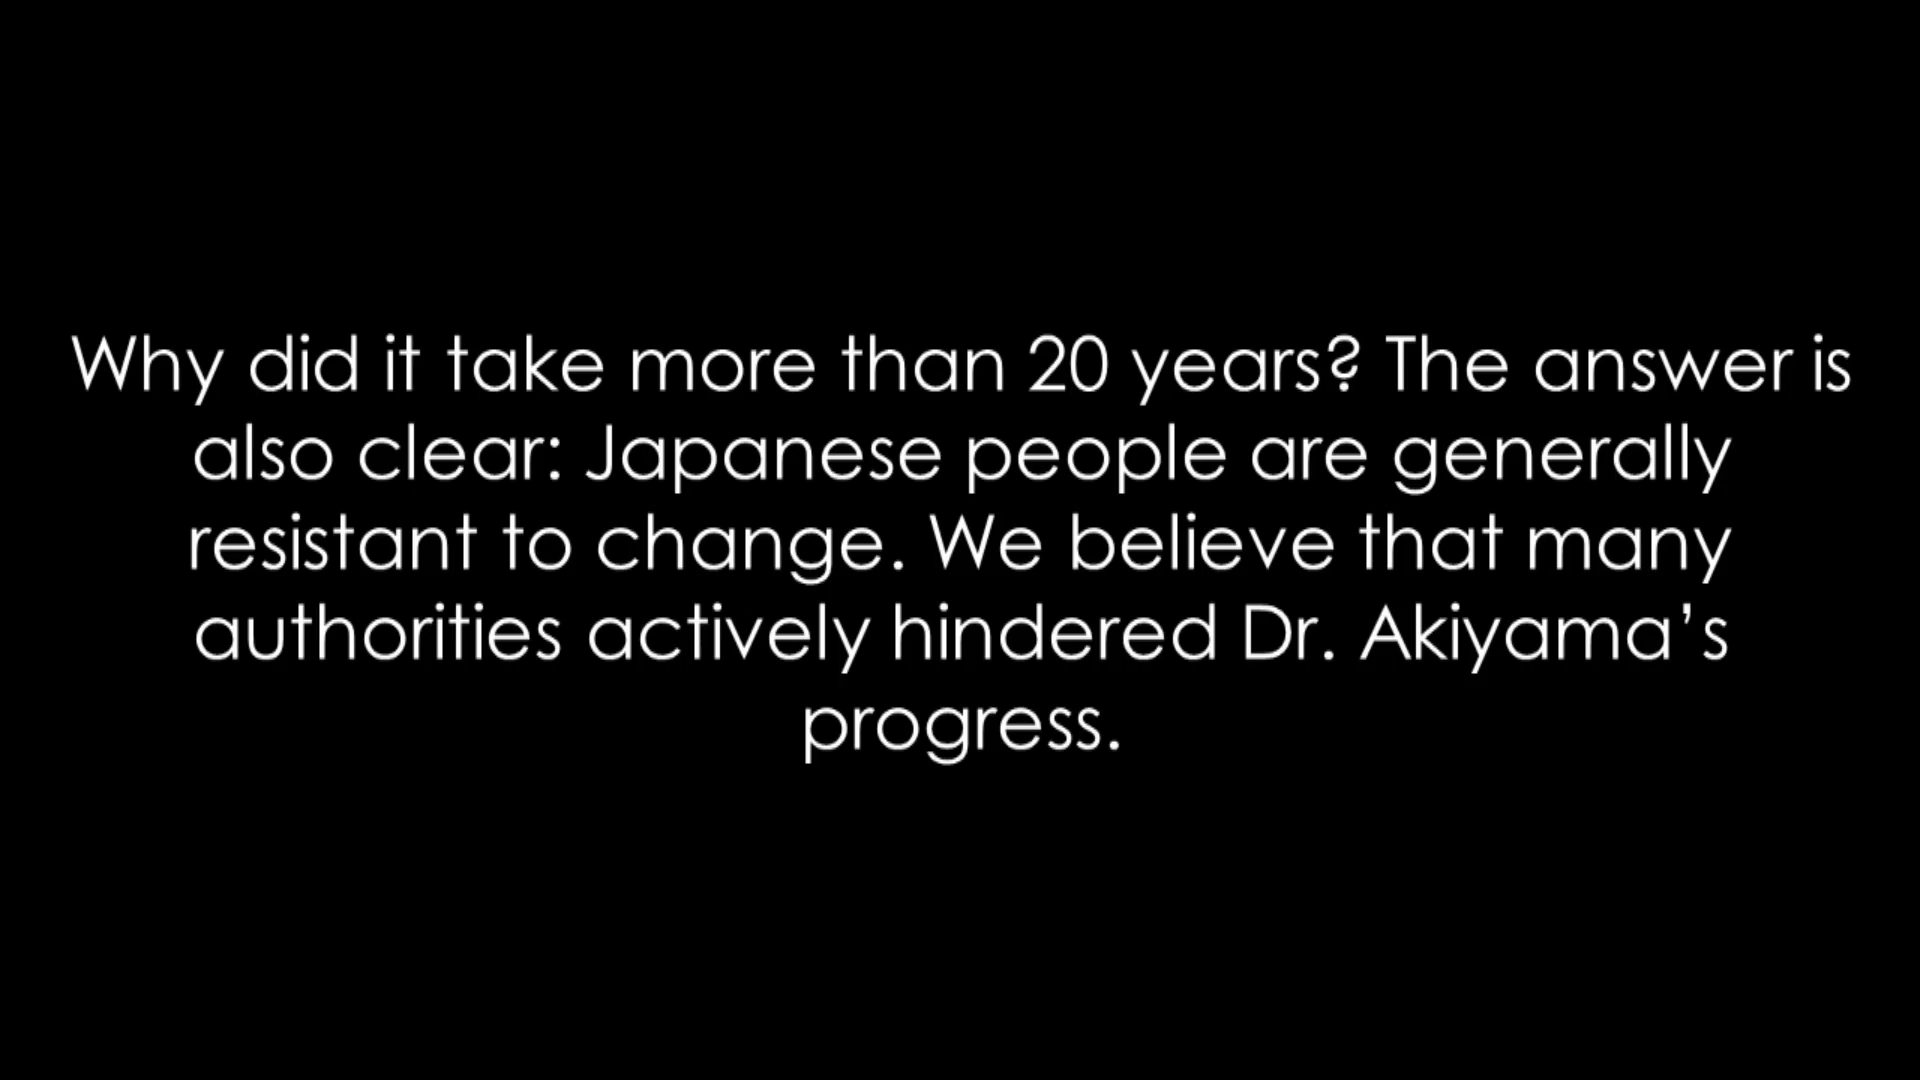 Why did it take more than 20 years? The answer is
also clear: Japanese people are generally
resistant to change. We believe that many
authorities actively hindered Dr. Akiyama’s
progress.